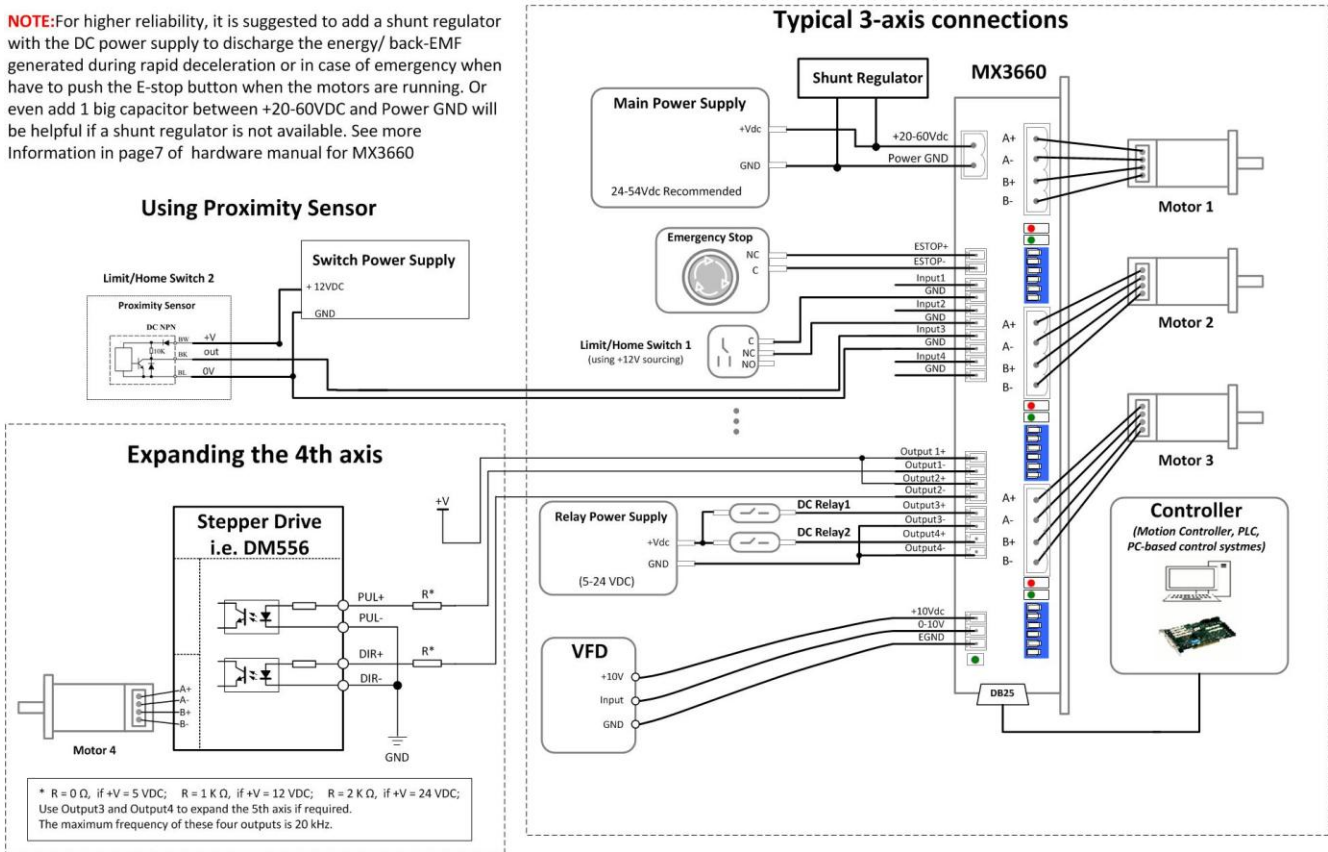 NOTE:For higher reliability, it is suggested to add a shunt regulator
with the DC power supply to discharge the energy/ back-EMF
generated during rapid deceleration or in case of emergency when
have to push the E-stop button when the motors are running. Or
even add 1 big capacitor between +20-60VDC and Power GND will
be helpful if a shunt regulator is not available. See more
Information in page7 of hardware manual for MX3660
Using Proximity Sensor
Limit/Home Switch 2
Proximity Sensor
DC NPN
10K
BW
+V
BK
out
BL
0V
Switch Power Supply
+ 12VDC
GND
Typical 3-axis connections
Main Power Supply
+Vdc
GND
24-54Vdc Recommended
Shunt Regulator
MX3660
+20-60Vdc
Power GND
Emergency Stop
NC
C
ESTOP+
ESTOP-
Input1
GND
Input2
GND
Input3
GND
Input4
GND
Limit/Home Switch 1
(using +12V sourcing)
C
NC
NO
A+
A-
B+
B-
Motor 1
A+
A-
B+
B-
Motor 2
A+
A-
B+
B-
Motor 3
Output 1+
Output1-
Output2+
Output2-
Output3+
Output3-
Output4+
Output4-
Relay Power Supply
+Vdc
GND
(5-24 VDC)
DC Relay1
DC Relay2
VFD
+10V
Input
GND
+10Vdc
0-10V
EGND
DB25
Controller
(Motion Controller, PLC,
PC-based control systmes)
Expanding the 4th axis
+V
Stepper Drive
i.e. DM556
PUL+
R*
PUL-
DIR+
R*
DIR-
GND
A+
A-
B+
B-
Motor 4
* R = 0 Ω, if +V = 5 VDC; R = 1 K Ω, if +V = 12 VDC; R = 2 K Ω, if +V = 24 VDC;
Use Output3 and Output4 to expand the 5th axis if required.
The maximum frequency of these four outputs is 20 kHz.